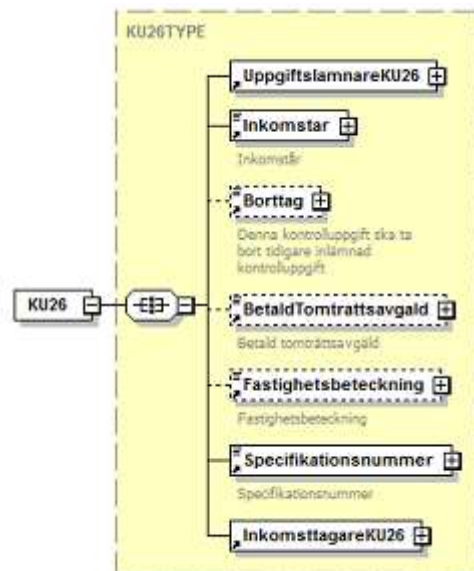 KU26TYPE
UppgiftslamnareKU26
Inkomstar
Inkomstår
Borttag
Denna kontrolluppgift ska ta
bort tidigare inlämnad
kontrolluppgift
KU26
BetaldTomtrattsavgald
Betald tomträttsavgäld
Fastighetsbeteckning
Fastighetsbeteckning
Specifikationsnummer
Specifikationsnummer
InkomsttagareKU26